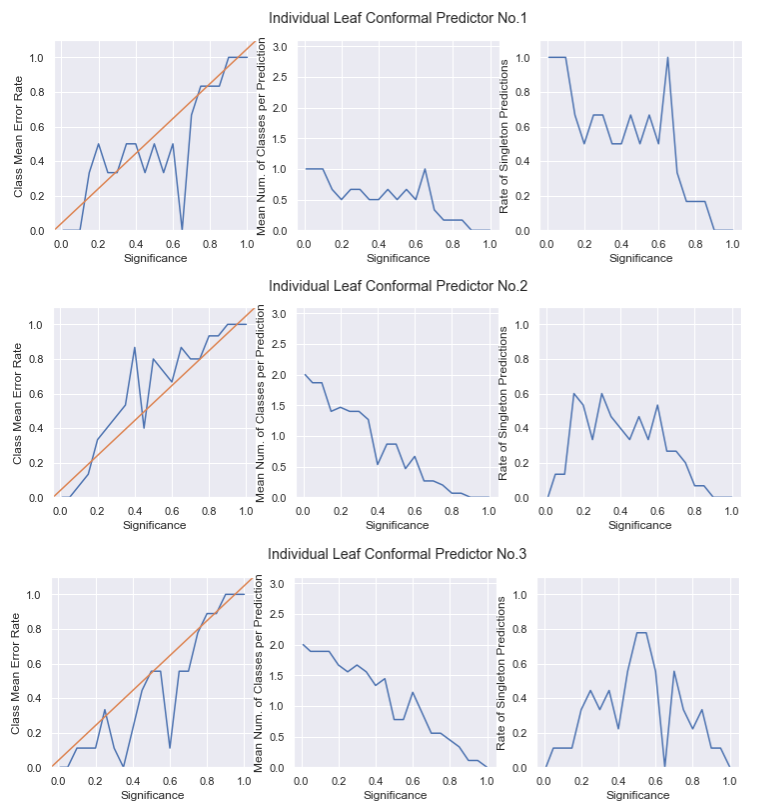 Individual Leaf Conformal Predictor No.1
Class Mean Error Rate
1.0
0.8
0.6
0.4
0.2
0.0
0.0 0.2 0.4 0.6 0.8 1.0
Significance
Mean Num. of Classes per Prediction
3.0
2.5
2.0
1.5
1.0
0.5
0.0
0.0 0.2 0.4 0.6 0.8 1.0
Significance
Rate of Singleton Predictions
1.0
0.8
0.6
0.4
0.2
0.0
0.0 0.2 0.4 0.6 0.8 1.0
Significance
Individual Leaf Conformal Predictor No.2
Class Mean Error Rate
1.0
0.8
0.6
0.4
0.2
0.0
0.0 0.2 0.4 0.6 0.8 1.0
Significance
Mean Num. of Classes per Prediction
3.0
2.5
2.0
1.5
1.0
0.5
0.0
0.0 0.2 0.4 0.6 0.8 1.0
Significance
Rate of Singleton Predictions
1.0
0.8
0.6
0.4
0.2
0.0
0.0 0.2 0.4 0.6 0.8 1.0
Significance
Individual Leaf Conformal Predictor No.3
Class Mean Error Rate
1.0
0.8
0.6
0.4
0.2
0.0
0.0 0.2 0.4 0.6 0.8 1.0
Significance
Mean Num. of Classes per Prediction
3.0
2.5
2.0
1.5
1.0
0.5
0.0
0.0 0.2 0.4 0.6 0.8 1.0
Significance
Rate of Singleton Predictions
1.0
0.8
0.6
0.4
0.2
0.0
0.0 0.2 0.4 0.6 0.8 1.0
Significance